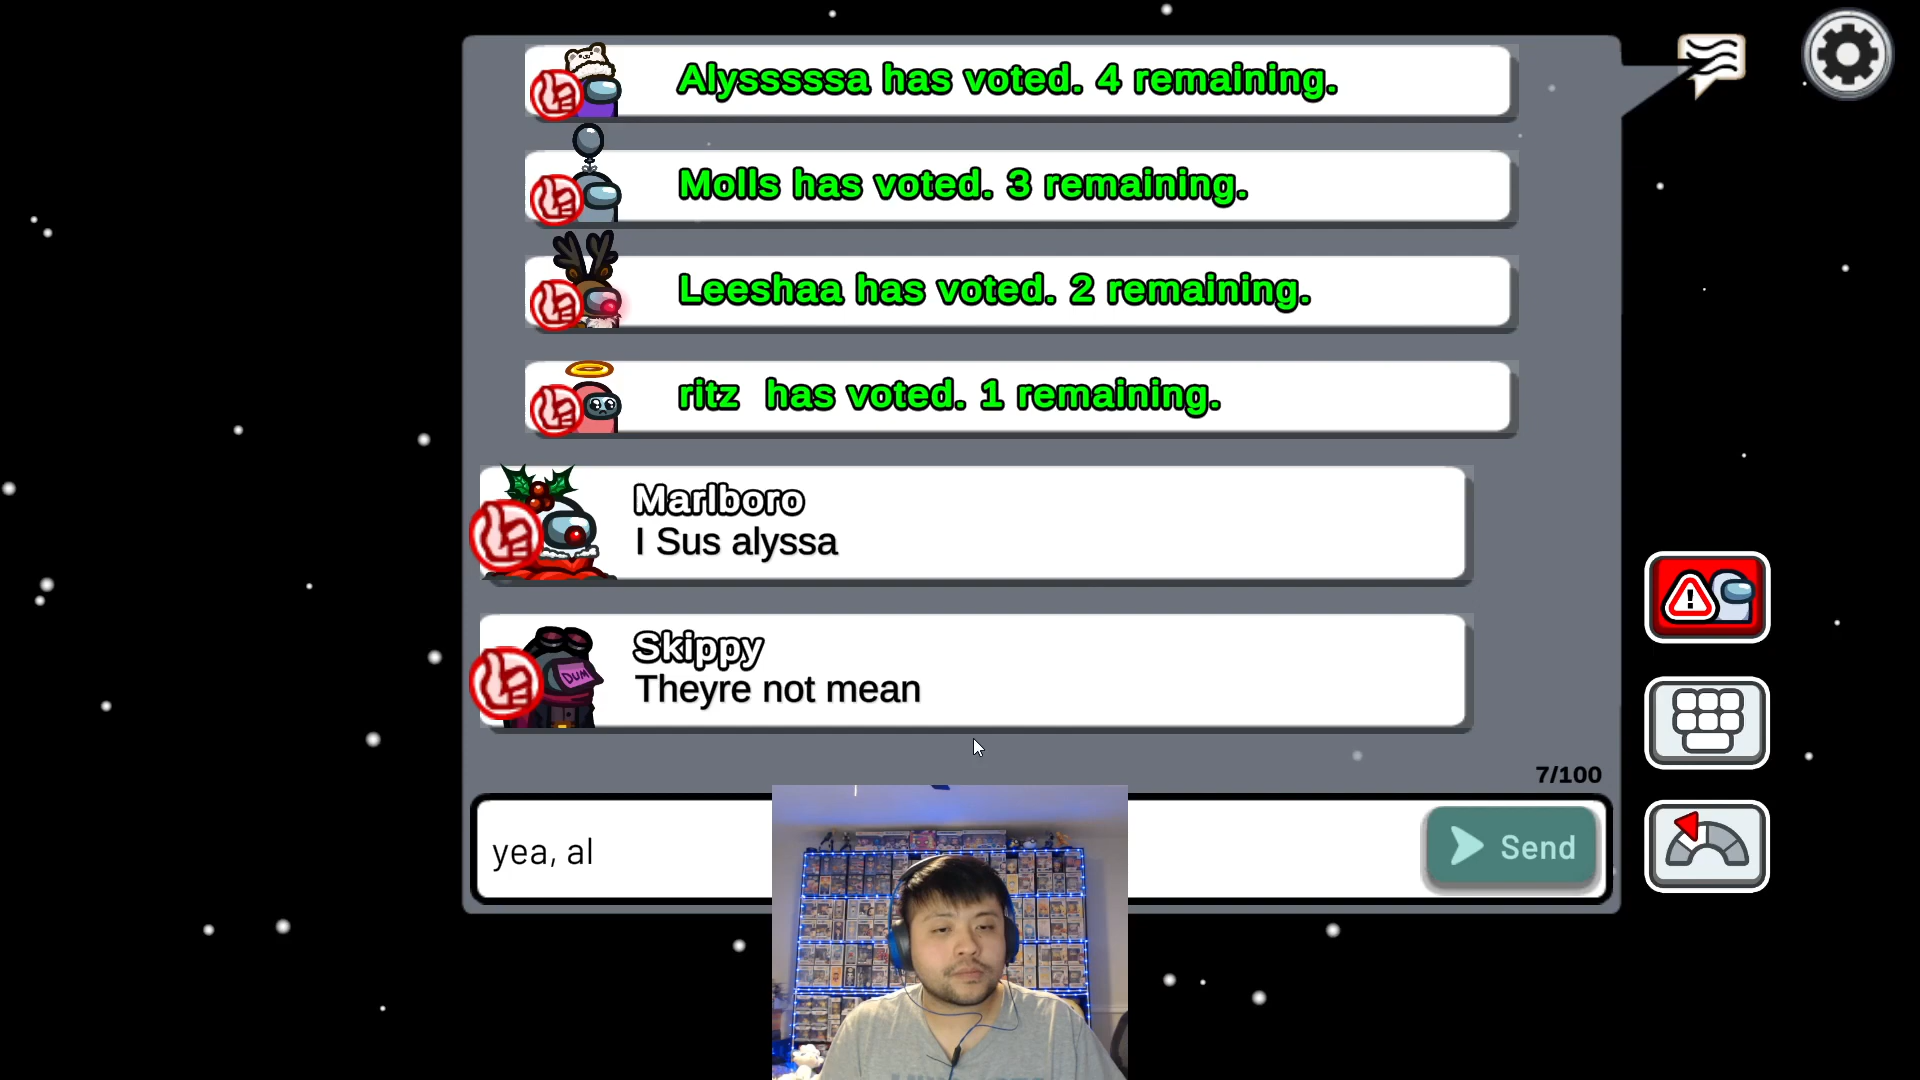 Alysssssa has voted. 4 remaining.
Molls has voted. 3 remaining.
Leeshaa has voted. 2 remaining.
ritz  has voted. 1 remaining.
Marlboro
I Sus alyssa
Skippy
Theyre not mean
DUM
7/100
yea, al
Send